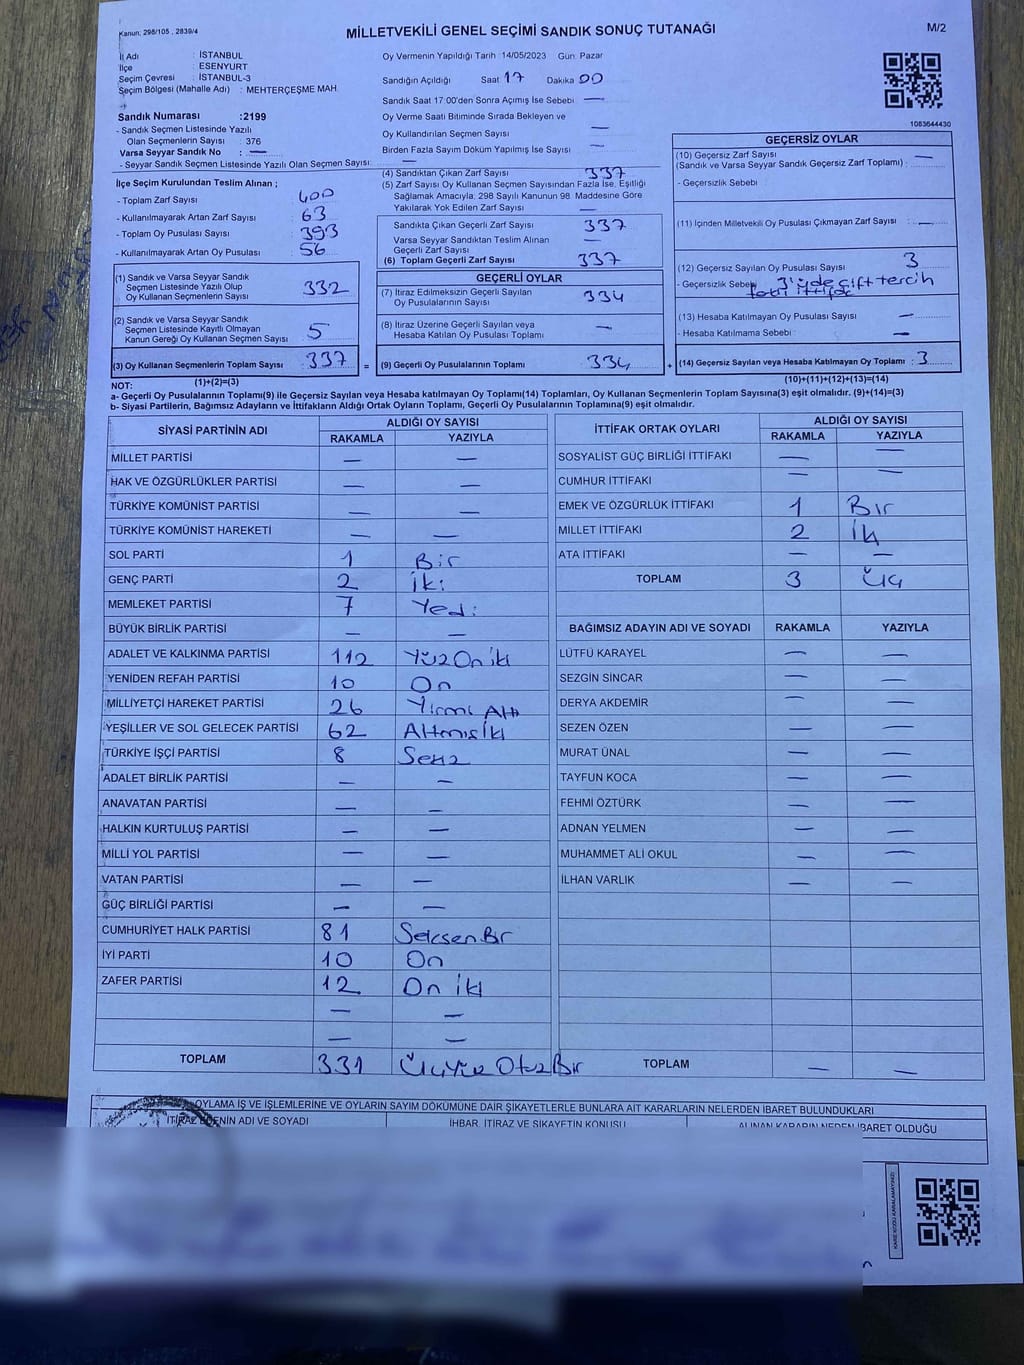 Kanun; 298/105 , 2839/4
MİLLETVEKİLİ GENEL SEÇİMİ SANDIK SONUÇ TUTANAĞI
M/2
İl Adı : İSTANBUL
İlçe : ESENYURT
Seçim Çevresi : İSTANBUL-3
Seçim Bölgesi (Mahalle Adı) : MEHTERÇEŞME MAH.
Sandık Numarası :2199
- Sandık Seçmen Listesinde Yazılı
Olan Seçmenlerin Sayısı : 376
Varsa Seyyar Sandık No : —
- Seyyar Sandık Seçmen Listesinde Yazılı Olan Seçmen Sayısı: —
Oy Vermenin Yapıldığı Tarih :14/05/2023 Gün: Pazar
Sandığın Açıldığı Saat 17 Dakika 00
Sandık Saat 17:00'den Sonra Açımış İse Sebebi —
Oy Verme Saati Bitiminde Sırada Bekleyen ve
Oy Kullandırılan Seçmen Sayısı —
Birden Fazla Sayım Döküm Yapılmış İse Sayısı —
1083644430
İlçe Seçim Kurulundan Teslim Alınan ;
- Toplam Zarf Sayısı : 400
- Kullanılmayarak Artan Zarf Sayısı : 63
- Toplam Oy Pusulası Sayısı : 393
- Kullanılmayarak Artan Oy Pusulası : 56
(4) Sandıktan Çıkan Zarf Sayısı 337
(5) Zarf Sayısı Oy Kullanan Seçmen Sayısından Fazla İse, Eşitliği
Sağlamak Amacıyla, 298 Sayılı Kanunun 98. Maddesine Göre
Yakılarak Yok Edilen Zarf Sayısı —
Sandıkta Çıkan Geçerli Zarf Sayısı 337
Varsa Seyyar Sandıktan Teslim Alınan
Geçerli Zarf Sayısı —
(6) Toplam Geçerli Zarf Sayısı 337
GEÇERSİZ OYLAR
(10) Geçersiz Zarf Sayısı —
(Sandık ve Varsa Seyyar Sandık Geçersiz Zarf Toplamı) :
- Geçersizlik Sebebi :
(11) İçinden Milletvekili Oy Pusulası Çıkmayan Zarf Sayısı : —
(12) Geçersiz Sayılan Oy Pusulası Sayısı 3
- Geçersizlik Sebebi 3'üde çift tercih
(13) Hesaba Katılmayan Oy Pusulası Sayısı : —
- Hesaba Katılmama Sebebi : —
(14) Geçersiz Sayılan veya Hesaba Katılmayan Oy Toplamı : 3
(10)+(11)+(12)+(13)=(14)
(1) Sandık ve Varsa Seyyar Sandık
Seçmen Listesinde Yazılı Olup
Oy Kullanan Seçmenlerin Sayısı 332
(2) Sandık ve Varsa Seyyar Sandık
Seçmen Listesinde Kayıtlı Olmayan
Kanun Gereği Oy Kullanan Seçmen Sayısı : 5
(3) Oy Kullanan Seçmenlerin Toplam Sayısı : 337 =
(1)+(2)=(3)
GEÇERLİ OYLAR
(7) İtiraz Edilmeksizin Geçerli Sayılan
Oy Pusulalarının Sayısı 334
(8) İtiraz Üzerine Geçerli Sayılan veya
Hesaba Katılan Oy Pusulası Toplamı —
(9) Geçerli Oy Pusulalarının Toplamı 334 +
NOT:
a- Geçerli Oy Pusulalarının Toplamı(9) ile Geçersiz Sayılan veya Hesaba katılmayan Oy Toplamı(14) Toplamları, Oy Kullanan Seçmenlerin Toplam Sayısına(3) eşit olmalıdır. (9)+(14)=(3)
b- Siyasi Partilerin, Bağımsız Adayların ve İttifakların Aldığı Ortak Oyların Toplamı, Geçerli Oy Pusulalarının Toplamına(9) eşit olmalıdır.
SİYASİ PARTİNİN ADI ALDIĞI OY SAYISI
RAKAMLA YAZIYLA
MİLLET PARTİSİ — —
HAK VE ÖZGÜRLÜKLER PARTİSİ — —
TÜRKİYE KOMÜNİST PARTİSİ — —
TÜRKİYE KOMÜNİST HAREKETİ — —
SOL PARTİ 1 Bir
GENÇ PARTİ 2 İki
MEMLEKET PARTİSİ 7 Yedi
BÜYÜK BİRLİK PARTİSİ — —
ADALET VE KALKINMA PARTİSİ 112 Yüz On iki
YENİDEN REFAH PARTİSİ 10 On
MİLLİYETÇİ HAREKET PARTİSİ 26 Yirmi Altı
YEŞİLLER VE SOL GELECEK PARTİSİ 62 Altmış İki
TÜRKİYE İŞÇİ PARTİSİ 8 Sekiz
ADALET BİRLİK PARTİSİ — —
ANAVATAN PARTİSİ — —
HALKIN KURTULUŞ PARTİSİ — —
MİLLİ YOL PARTİSİ — —
VATAN PARTİSİ — —
GÜÇ BİRLİĞİ PARTİSİ — —
CUMHURİYET HALK PARTİSİ 81 Seksen Bir
İYİ PARTİ 10 On
ZAFER PARTİSİ 12 On iki
— —
— —
TOPLAM 331 Üçyüz Otuz Bir
İTTİFAK ORTAK OYLARI ALDIĞI OY SAYISI
RAKAMLA YAZIYLA
SOSYALİST GÜÇ BİRLİĞİ İTTİFAKI — —
CUMHUR İTTİFAKI — —
EMEK VE ÖZGÜRLÜK İTTİFAKI 1 Bir
MİLLET İTTİFAKI 2 İki
ATA İTTİFAKI — —
TOPLAM 3 Üç
BAĞIMSIZ ADAYIN ADI VE SOYADI RAKAMLA YAZIYLA
LÜTFÜ KARAYEL — —
SEZGİN SİNCAR — —
DERYA AKDEMİR — —
SEZEN ÖZEN — —
MURAT ÜNAL — —
TAYFUN KOCA — —
FEHMİ ÖZTÜRK — —
ADNAN YELMEN — —
MUHAMMET ALİ OKUL — —
İLHAN VARLIK — —
TOPLAM — —
OYLAMA İŞ VE İŞLEMLERİNE VE OYLARIN SAYIM DÖKÜMÜNE DAİR ŞİKAYETLERLE BUNLARA AİT KARARLARIN NELERDEN İBARET BULUNDUKLARI
İTİRAZ EDENİN ADI VE SOYADI İHBAR, İTİRAZ VE ŞİKAYETİN KONUSU ALINAN KARARIN NEDEN İBARET OLDUĞU
KARE KODU KARALAMAYINIZ!